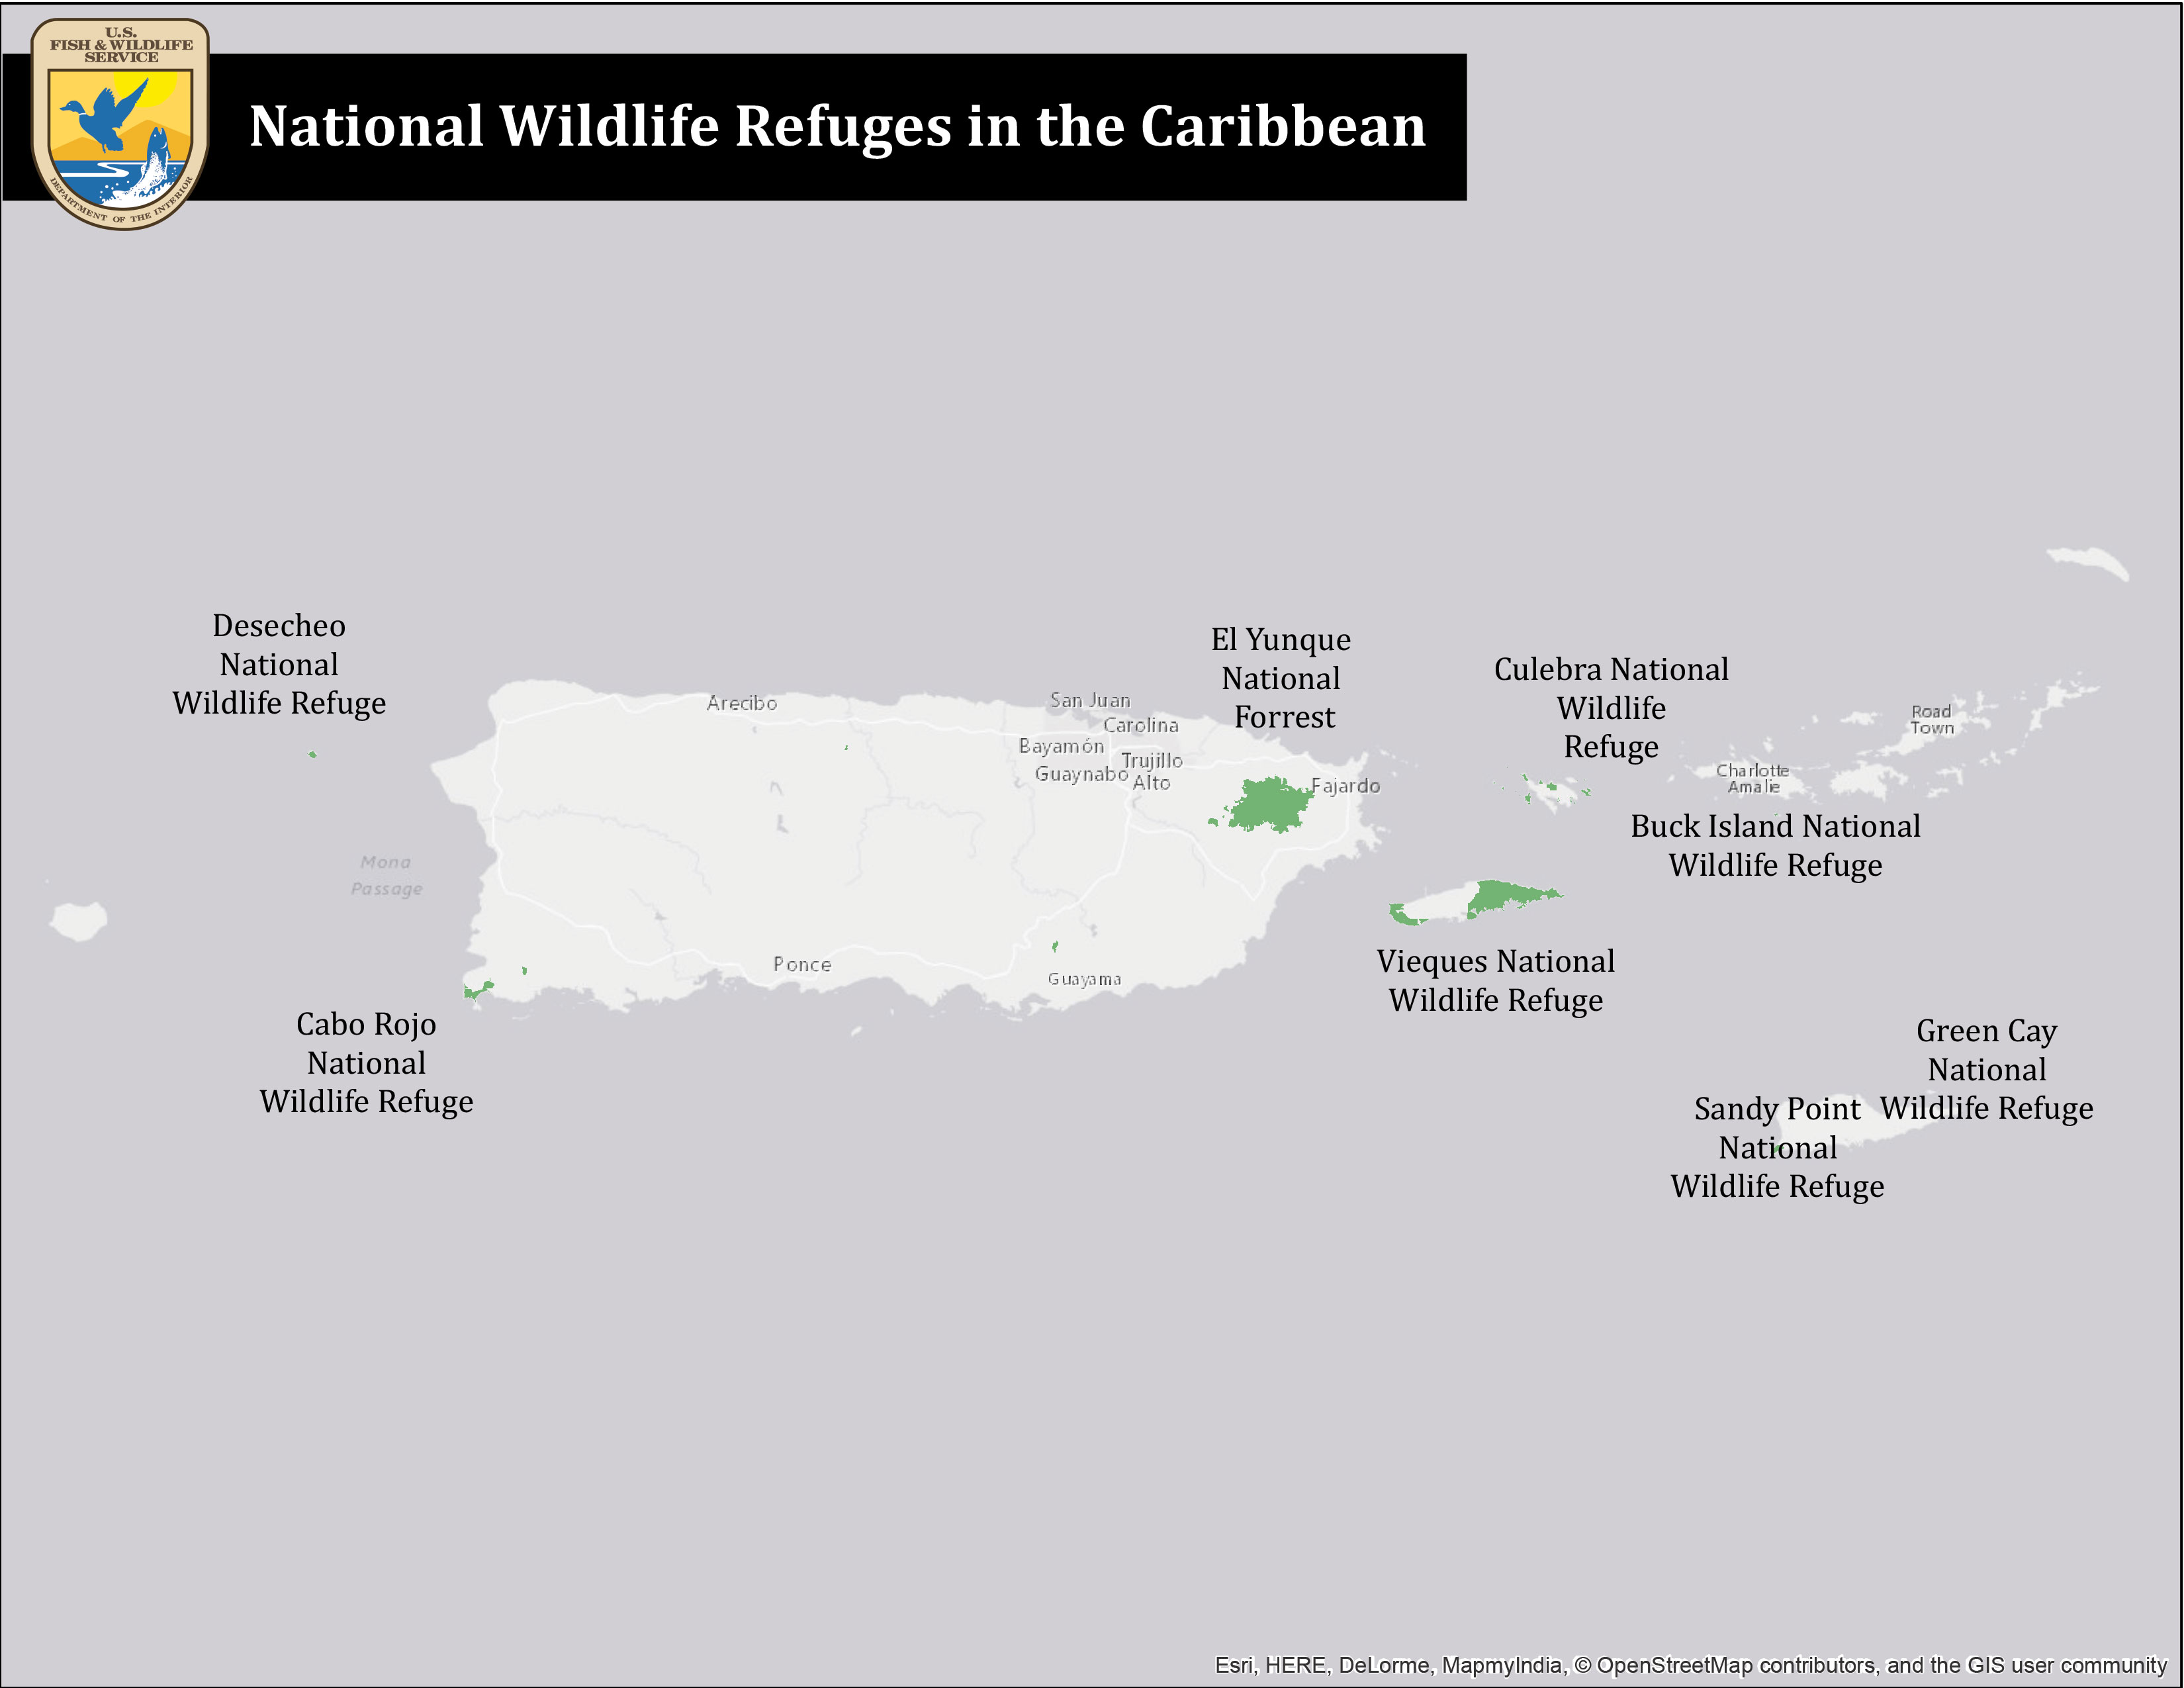 U.S.
FISH & WILDLIFE
SERVICE
DEPARTMENT OF THE INTERIOR
National Wildlife Refuges in the Caribbean
Desecheo
National
Wildlife Refuge
El Yunque
National
Forrest
Culebra National
Wildlife
Refuge
Arecibo
San Juan
Carolina
Bayamón
Trujillo
Alto
Guaynabo
Fajardo
Road
Town
Charlotte
Amalie
Buck Island National
Wildlife Refuge
Mona
Passage
Ponce
Guayama
Vieques National
Wildlife Refuge
Cabo Rojo
National
Wildlife Refuge
Green Cay
National
Wildlife Refuge
Sandy Point
National
Wildlife Refuge
Esri, HERE, DeLorme, MapmyIndia, © OpenStreetMap contributors, and the GIS user community